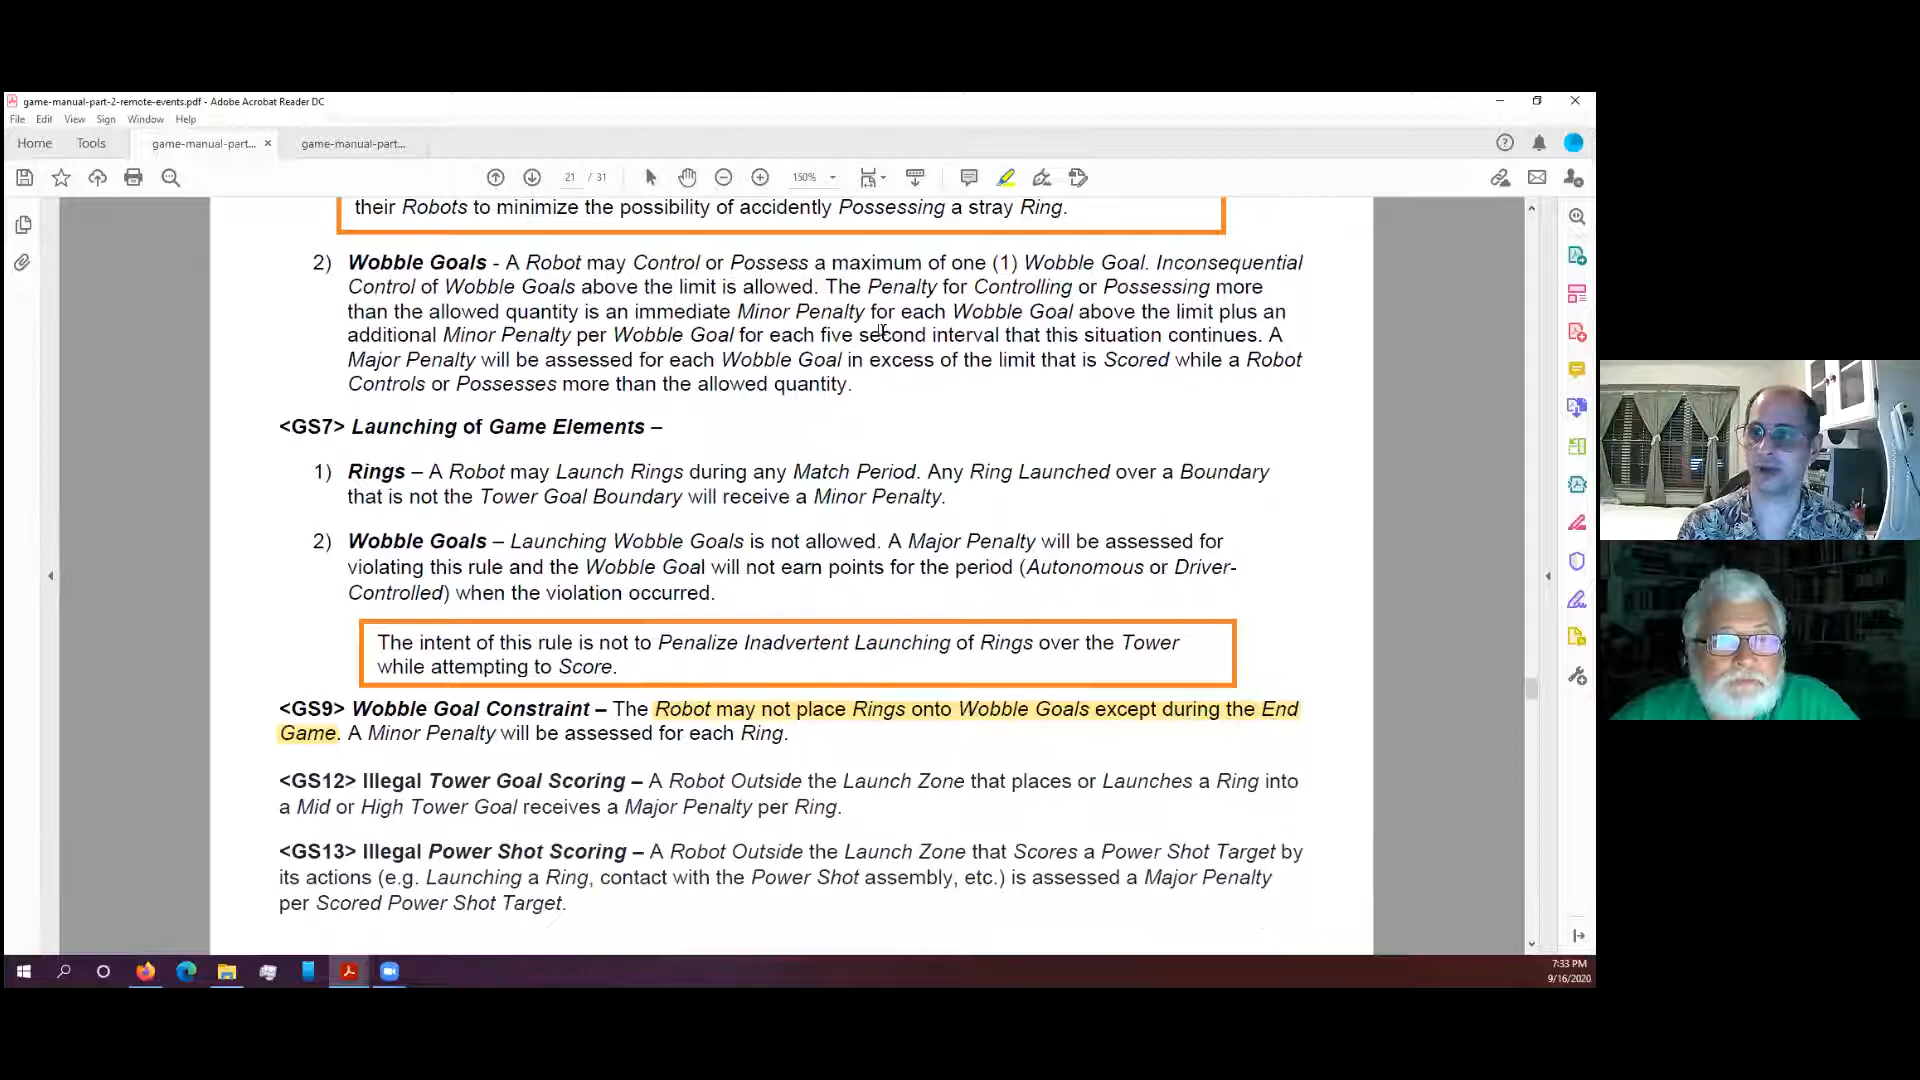 game-manual-part-2-remote-events.pdf - Adobe Acrobat Reader DC
File Edit View Sign Window Help
Home Tools game-manual-part... × game-manual-part...
21 / 31 150%
their Robots to minimize the possibility of accidently Possessing a stray Ring.
2) Wobble Goals - A Robot may Control or Possess a maximum of one (1) Wobble Goal. Inconsequential
Control of Wobble Goals above the limit is allowed. The Penalty for Controlling or Possessing more
than the allowed quantity is an immediate Minor Penalty for each Wobble Goal above the limit plus an
additional Minor Penalty per Wobble Goal for each five second interval that this situation continues. A
Major Penalty will be assessed for each Wobble Goal in excess of the limit that is Scored while a Robot
Controls or Possesses more than the allowed quantity.
<GS7> Launching of Game Elements –
1) Rings – A Robot may Launch Rings during any Match Period. Any Ring Launched over a Boundary
that is not the Tower Goal Boundary will receive a Minor Penalty.
2) Wobble Goals – Launching Wobble Goals is not allowed. A Major Penalty will be assessed for
violating this rule and the Wobble Goal will not earn points for the period (Autonomous or Driver-
Controlled) when the violation occurred.
The intent of this rule is not to Penalize Inadvertent Launching of Rings over the Tower
while attempting to Score.
<GS9> Wobble Goal Constraint – The Robot may not place Rings onto Wobble Goals except during the End
Game. A Minor Penalty will be assessed for each Ring.
<GS12> Illegal Tower Goal Scoring – A Robot Outside the Launch Zone that places or Launches a Ring into
a Mid or High Tower Goal receives a Major Penalty per Ring.
<GS13> Illegal Power Shot Scoring – A Robot Outside the Launch Zone that Scores a Power Shot Target by
its actions (e.g. Launching a Ring, contact with the Power Shot assembly, etc.) is assessed a Major Penalty
per Scored Power Shot Target.
7:33 PM
9/16/2020